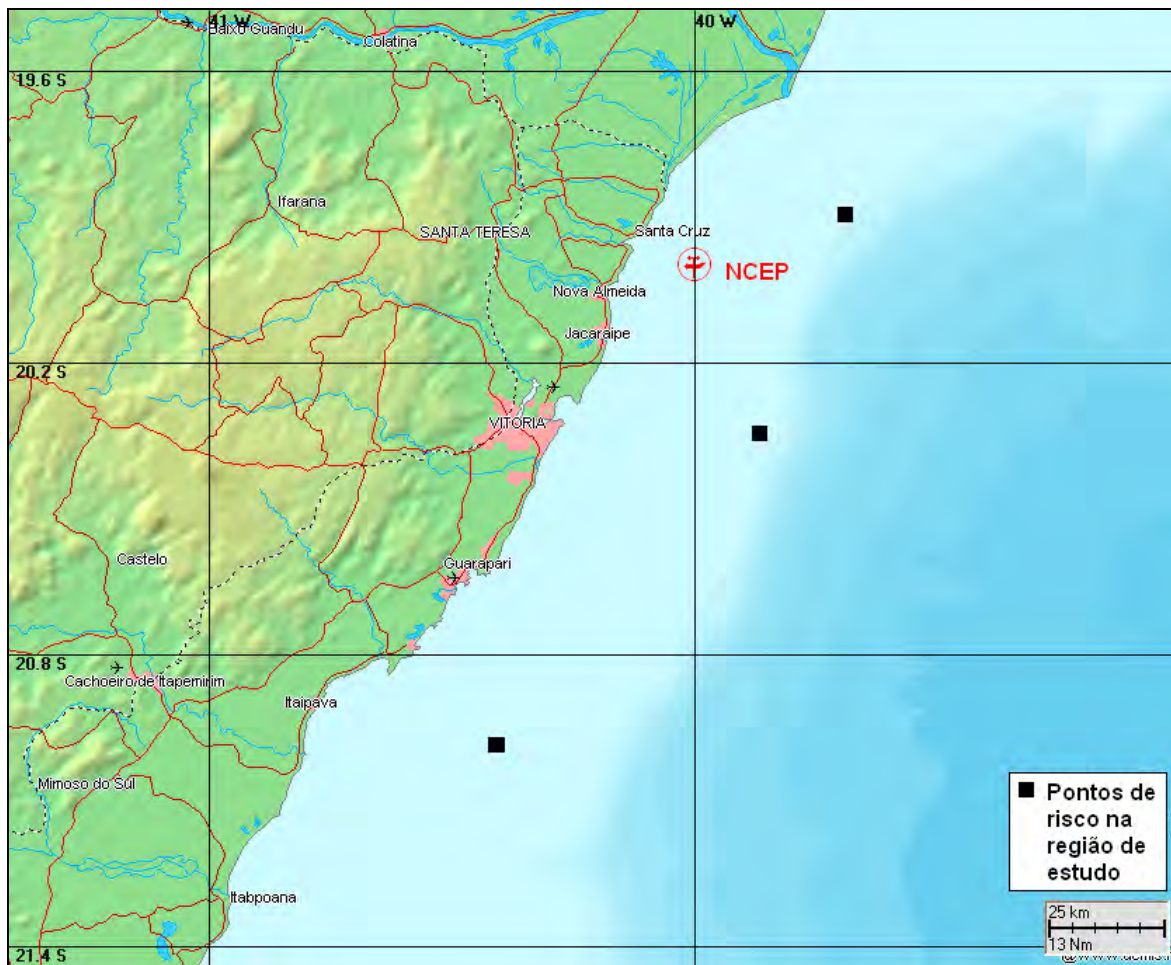 41 W
40 W
Baixo Guandu
Colatina
19.6 S
Ifarana
SANTA TERESA
Santa Cruz
NCEP
Nova Almeida
Jacaraipe
20.2 S
VITORIA
Castelo
Guarapari
20.8 S
Cachoeiro de Itapemirim
Itaipava
Mimoso do Sul
Pontos de
risco na
região de
estudo
Itabpoana
25 km
13 Nm
21.4 S